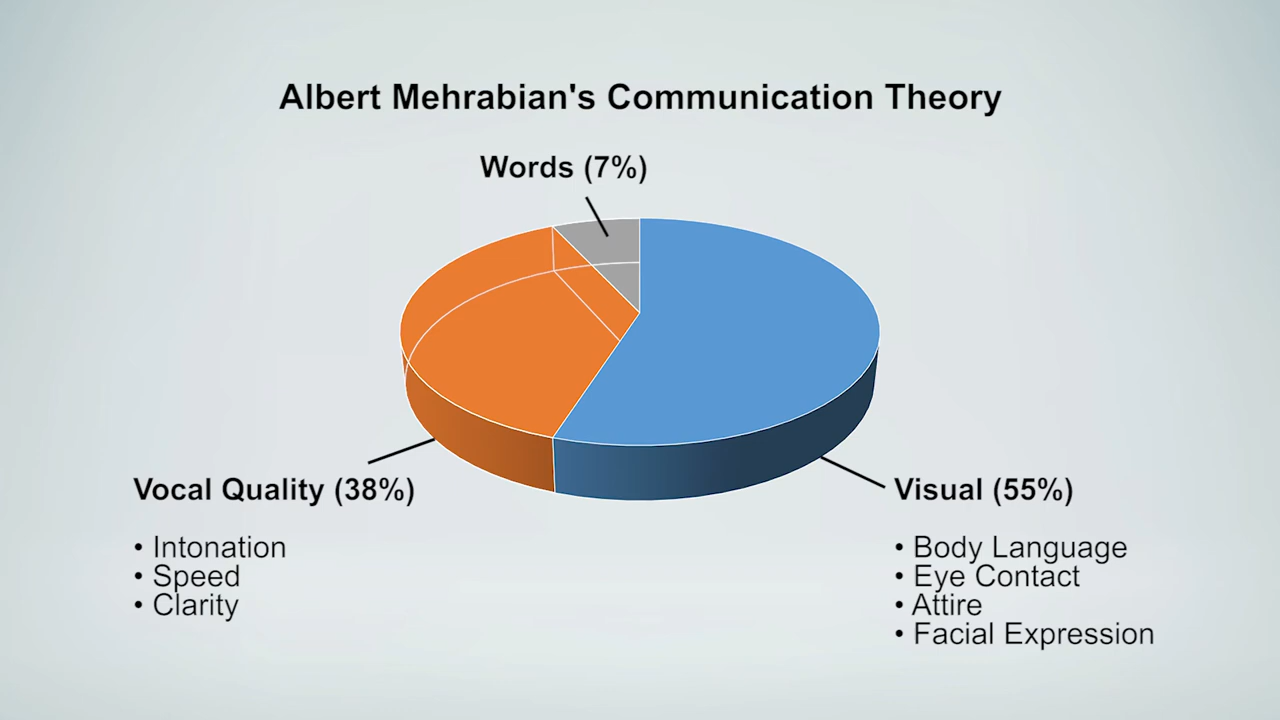 Albert Mehrabian's Communication Theory
Words (7%)
Vocal Quality (38%)
• Intonation
• Speed
• Clarity
Visual (55%)
• Body Language
• Eye Contact
• Attire
• Facial Expression